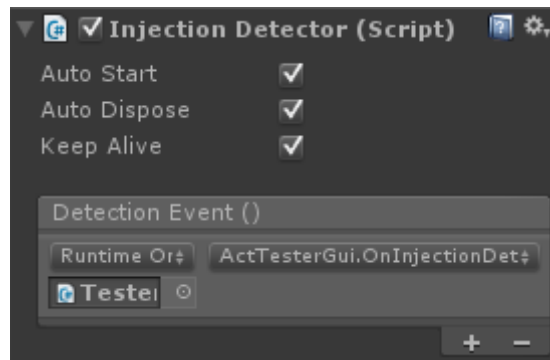 Injection Detector (Script)
Auto Start
Auto Dispose
Keep Alive
Detection Event ()
Runtime Or ActTesterGui.OnInjectionDet
Tester
+ −